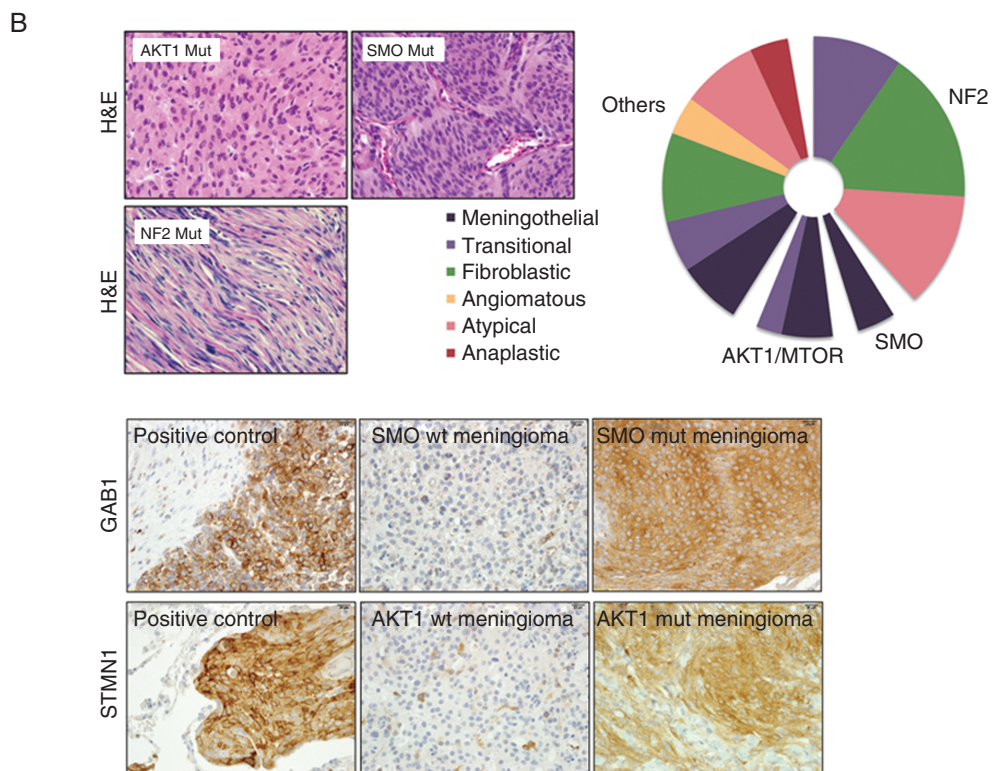 B
AKT1 Mut
SMO Mut
H&E
NF2 Mut
H&E
Meningothelial
Transitional
Fibroblastic
Angiomatous
Atypical
Anaplastic
Others
NF2
AKT1/MTOR
SMO
Positive control
SMO wt meningioma
SMO mut meningioma
GAB1
Positive control
AKT1 wt meningioma
AKT1 mut meningioma
STMN1